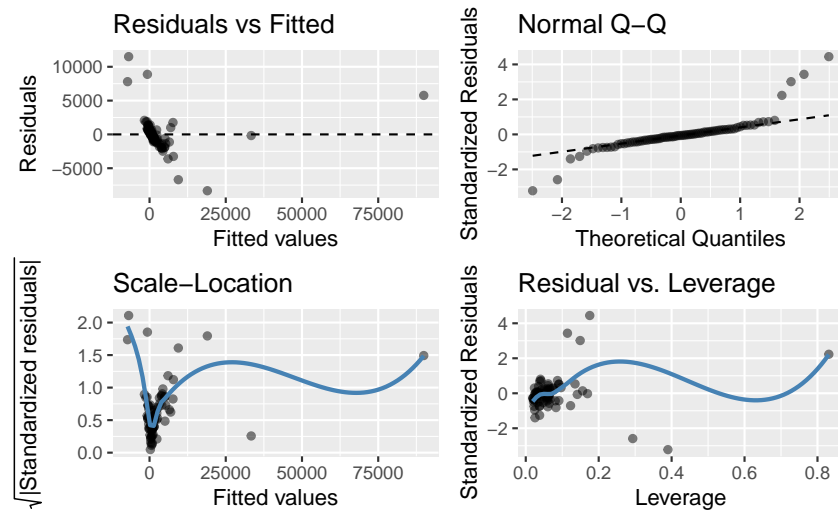 Residuals vs Fitted
Residuals
10000
5000
0
−5000
0 25000 50000 75000
Fitted values
Normal Q−Q
Standardized Residuals
4
2
0
−2
−2 −1 0 1 2
Theoretical Quantiles
Scale−Location
√|Standardized residuals|
2.0
1.5
1.0
0.5
0.0
0 25000 50000 75000
Fitted values
Residual vs. Leverage
Standardized Residuals
4
2
0
−2
0.0 0.2 0.4 0.6 0.8
Leverage